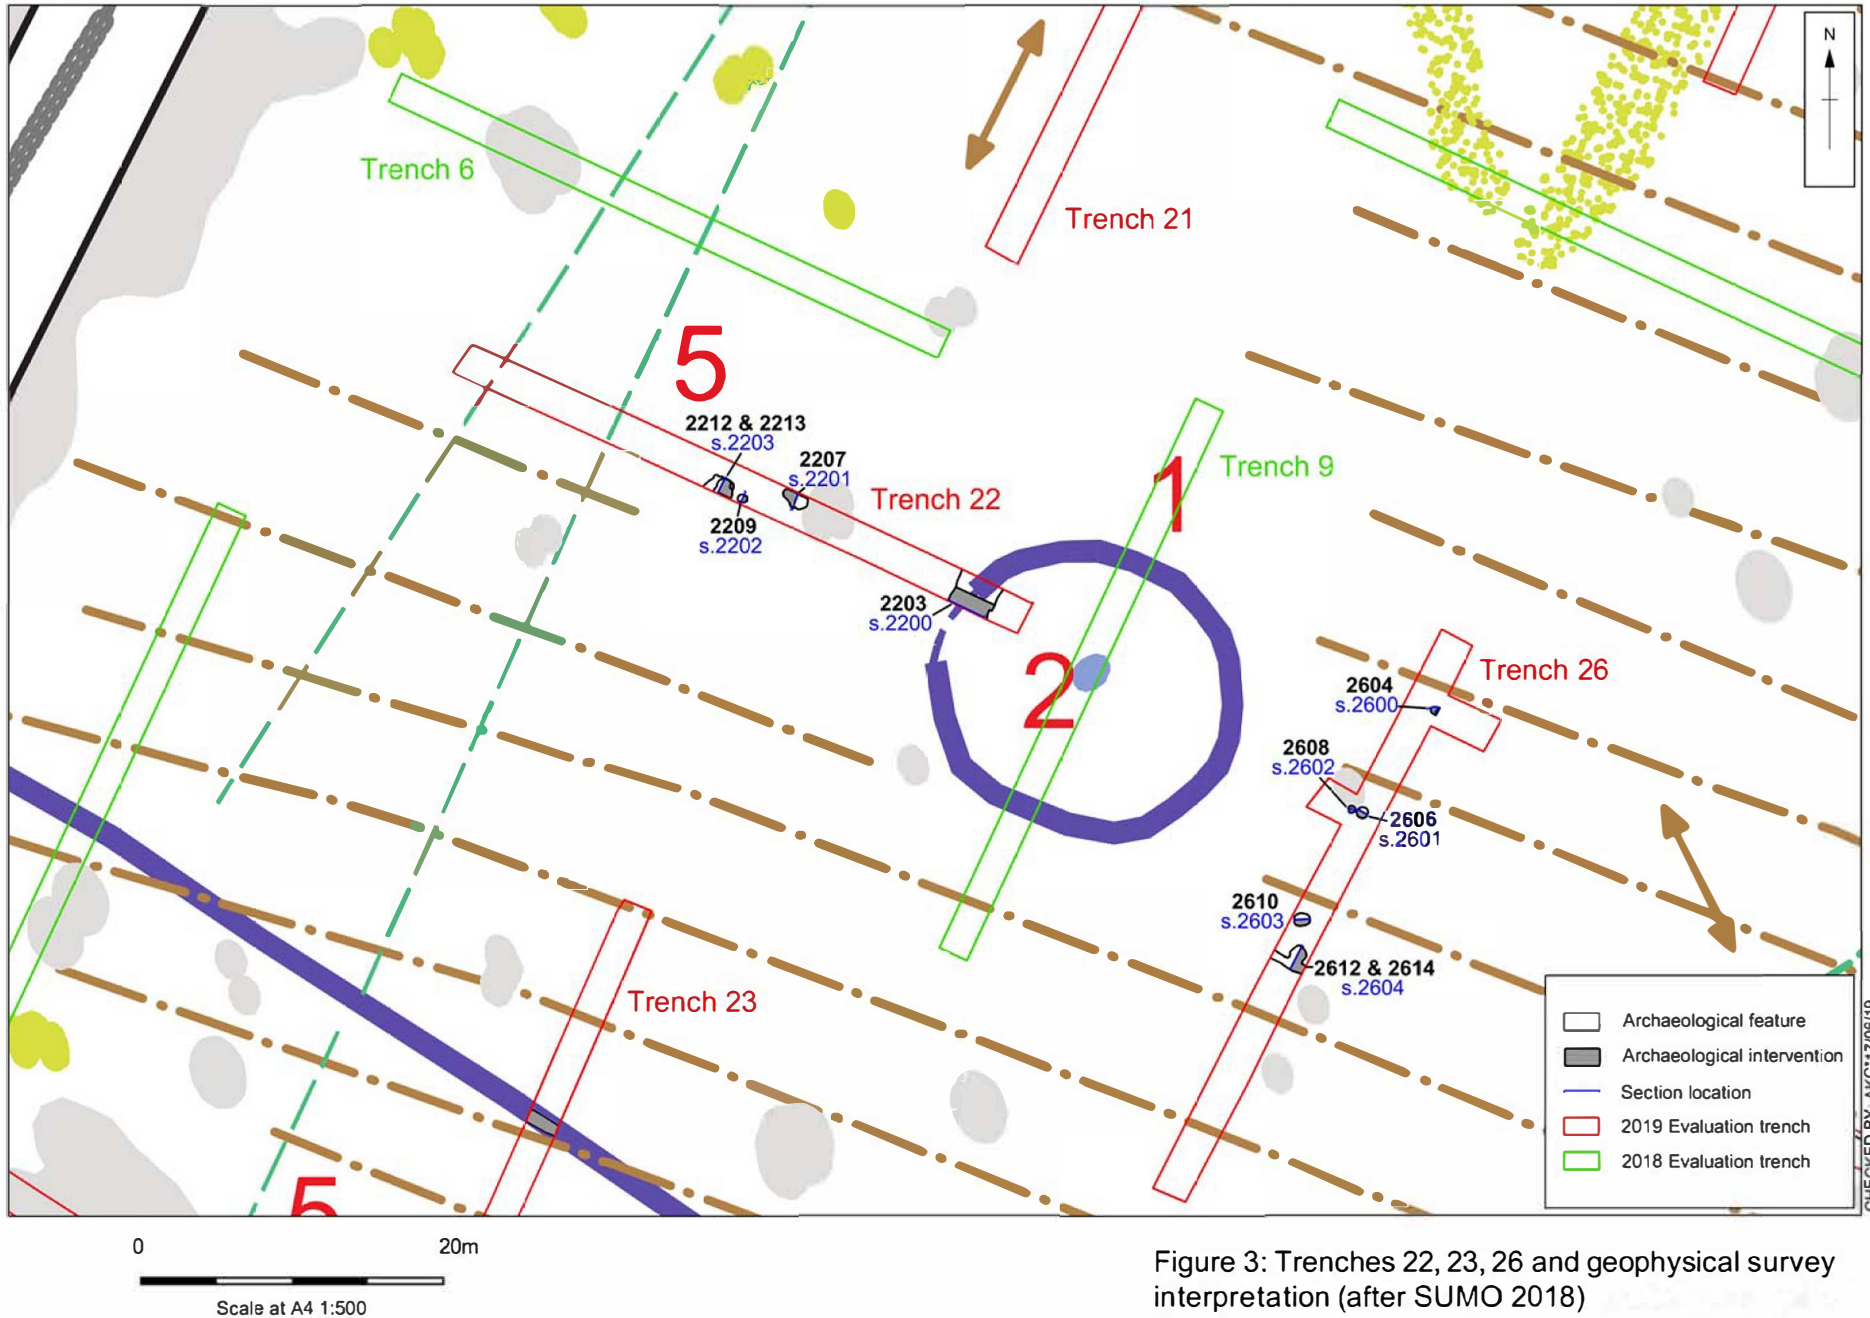 N
Trench 6
Trench 21
5
2212 & 2213
s.2203
2207
s.2201
Trench 22
2209
s.2202
1
Trench 9
2203
s.2200
2
Trench 26
2604
s.2600
2608
s.2602
2606
s.2601
2610
s.2603
2612 & 2614
s.2604
Trench 23
5
Archaeological feature
Archaeological intervention
Section location
2019 Evaluation trench
2018 Evaluation trench
0 20m
Scale at A4 1:500
Figure 3: Trenches 22, 23, 26 and geophysical survey
interpretation (after SUMO 2018)